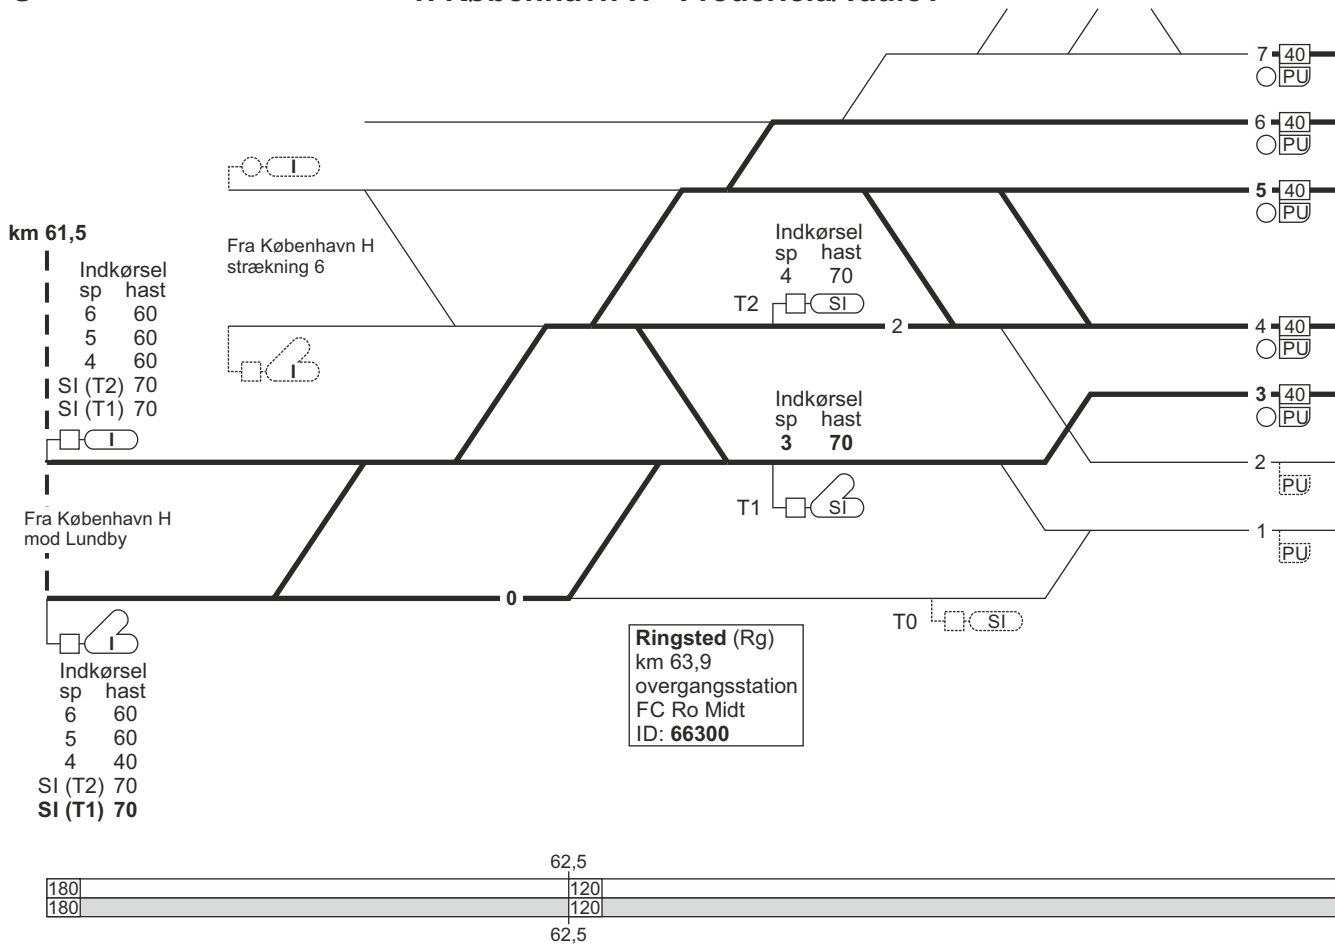 7 40
PU
6 40
PU
I
5 40
PU
km 61,5
Indkørsel
sp hast
6 60
5 60
4 60
SI (T2) 70
SI (T1) 70
I
Fra København H
strækning 6
I
Indkørsel
sp hast
4 70
T2 SI
2
4 40
PU
Indkørsel
sp hast
3 70
T1 SI
3 40
PU
2
PU
1
PU
Fra København H
mod Lundby
0
T0 SI
I
Indkørsel
sp hast
6 60
5 60
4 40
SI (T2) 70
SI (T1) 70
Ringsted (Rg)
km 63,9
overgangsstation
FC Ro Midt
ID: 66300
62,5
180 120
180 120
62,5